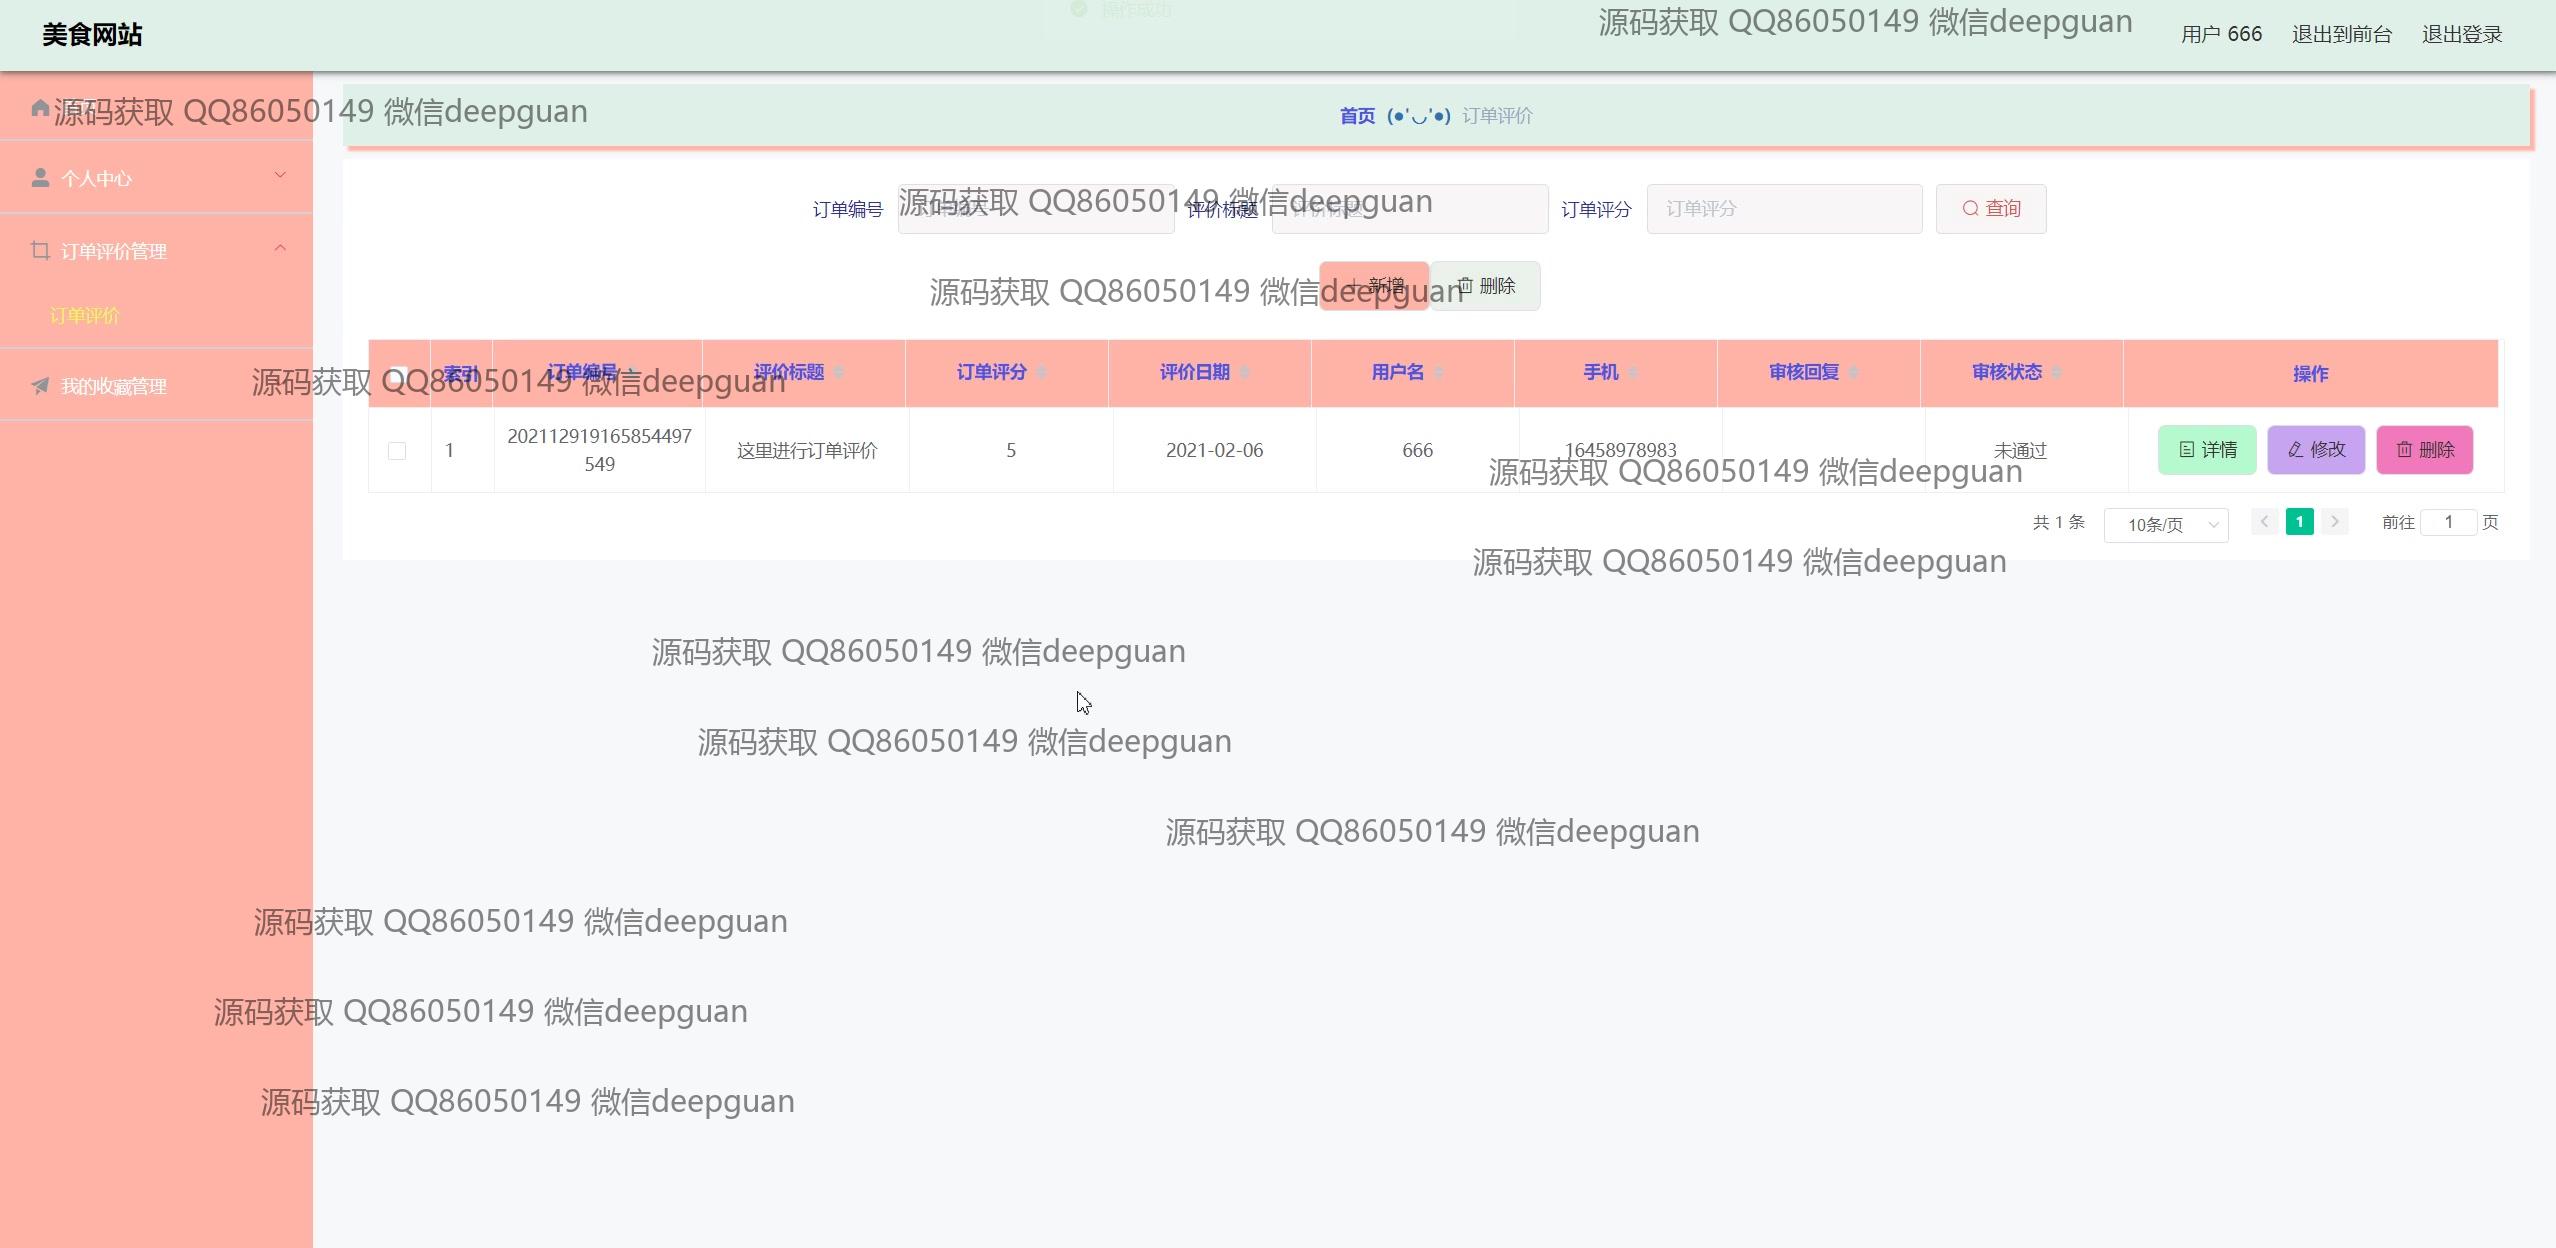 操作成功
美食网站
源码获取 QQ86050149 微信deepguan
用户 666 退出到前台 退出登录
源码获取 QQ86050149 微信deepguan
首页 (●'◡'●) 订单评价
个人中心
订单评价管理
订单评价
我的收藏管理
订单编号 订单编号 评价标题 评价标题 订单评分 订单评分 查询
源码获取 QQ86050149 微信deepguan
新增 删除
源码获取 QQ86050149 微信deepguan
索引 订单编号 评价标题 订单评分 评价日期 用户名 手机 审核回复 审核状态 操作
源码获取 QQ86050149 微信deepguan
1 202112919165854497549 这里进行订单评价 5 2021-02-06 666 16458978983 未通过 详情 修改 删除
源码获取 QQ86050149 微信deepguan
共 1 条 10条/页 1 前往 1 页
源码获取 QQ86050149 微信deepguan
源码获取 QQ86050149 微信deepguan
源码获取 QQ86050149 微信deepguan
源码获取 QQ86050149 微信deepguan
源码获取 QQ86050149 微信deepguan
源码获取 QQ86050149 微信deepguan
源码获取 QQ86050149 微信deepguan